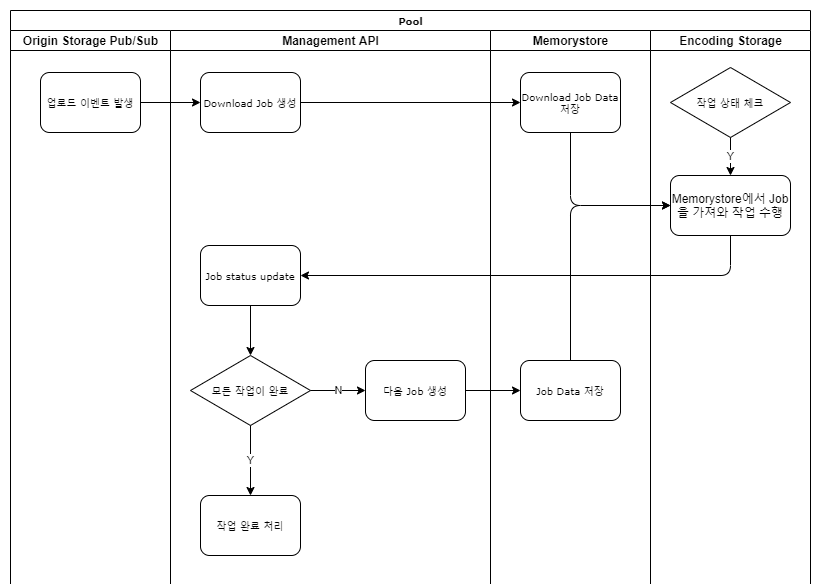 Pool
Origin Storage Pub/Sub
Management API
Memorystore
Encoding Storage
업로드 이벤트 발생
Download Job 생성
Download Job Data
저장
작업 상태 체크
Y
Memorystore에서 Job
을 가져와 작업 수행
Job status update
모든 작업이 완료
N
다음 Job 생성
Job Data 저장
Y
작업 완료 처리